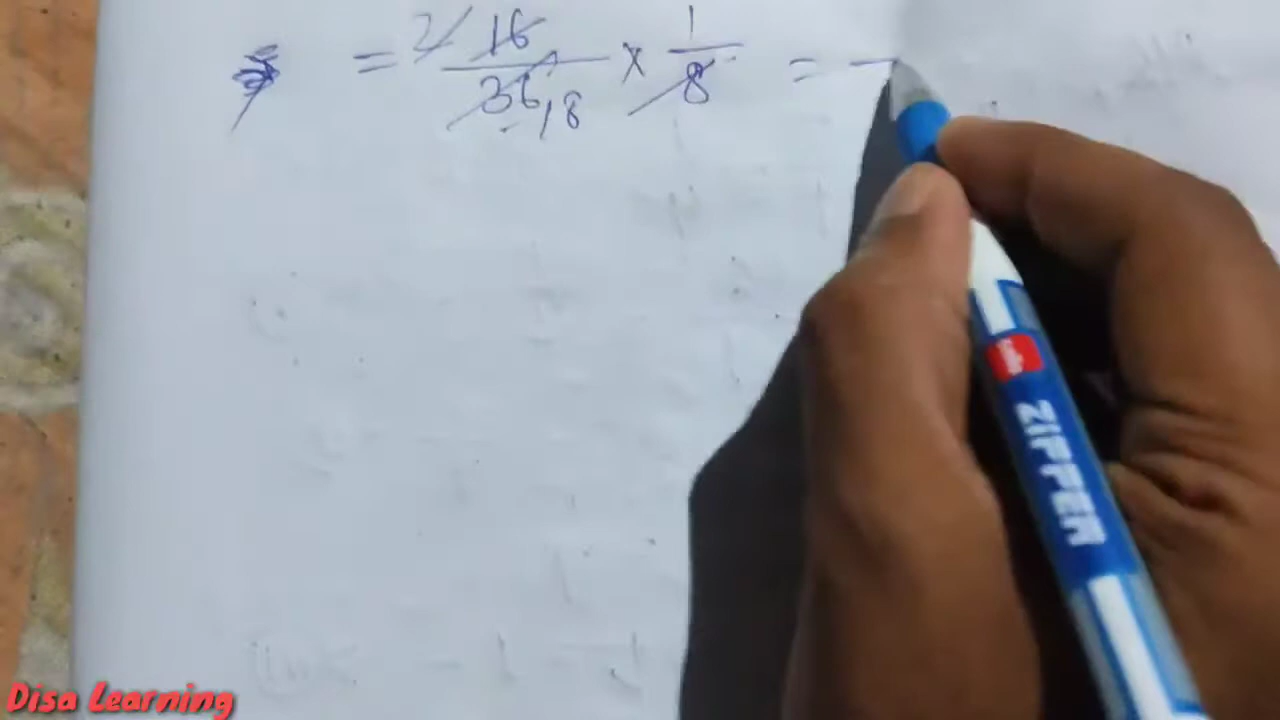 = 2 16/36 18 × 1/8 = —
ZIPPER
Disa Learning